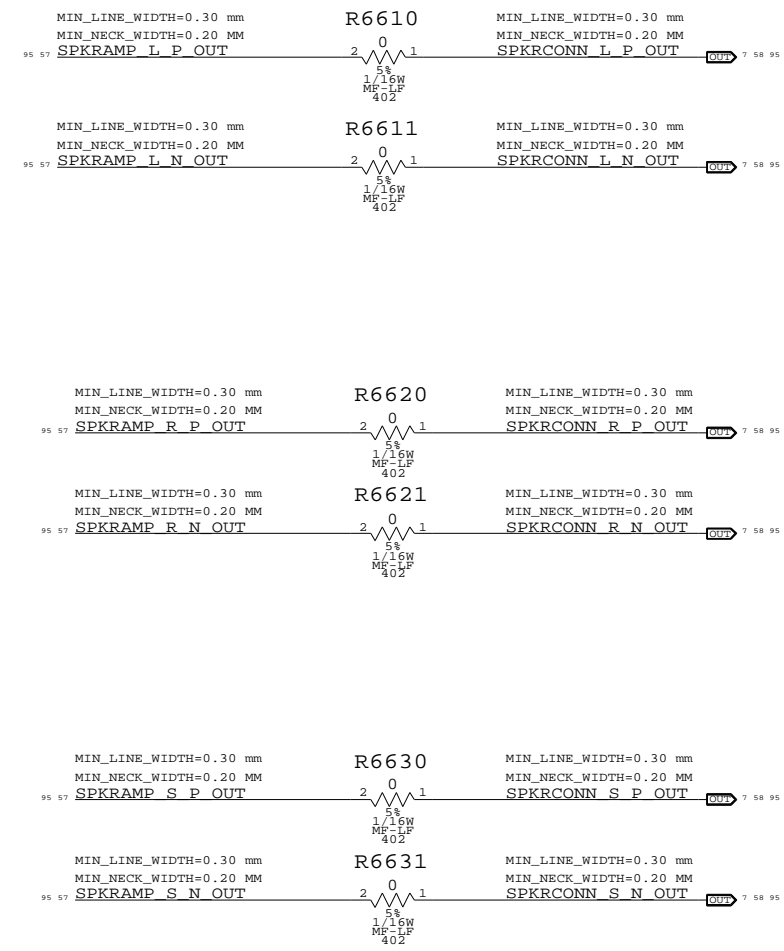 MIN_LINE_WIDTH=0.30 mm R6610 MIN_LINE_WIDTH=0.30 mm
MIN_NECK_WIDTH=0.20 MM 0 MIN_NECK_WIDTH=0.20 MM
95 57 SPKRAMP_L_P_OUT 2 1 SPKRCONN_L_P_OUT OUT 7 58 95
5%
1/16W
MF-LF
402
MIN_LINE_WIDTH=0.30 mm R6611 MIN_LINE_WIDTH=0.30 mm
MIN_NECK_WIDTH=0.20 MM 0 MIN_NECK_WIDTH=0.20 MM
95 57 SPKRAMP_L_N_OUT 2 1 SPKRCONN_L_N_OUT OUT 7 58 95
5%
1/16W
MF-LF
402
MIN_LINE_WIDTH=0.30 mm R6620 MIN_LINE_WIDTH=0.30 mm
MIN_NECK_WIDTH=0.20 MM 0 MIN_NECK_WIDTH=0.20 MM
95 57 SPKRAMP_R_P_OUT 2 1 SPKRCONN_R_P_OUT OUT 7 58 95
5%
1/16W
MF-LF
402
MIN_LINE_WIDTH=0.30 mm R6621 MIN_LINE_WIDTH=0.30 mm
MIN_NECK_WIDTH=0.20 MM 0 MIN_NECK_WIDTH=0.20 MM
95 57 SPKRAMP_R_N_OUT 2 1 SPKRCONN_R_N_OUT OUT 7 58 95
5%
1/16W
MF-LF
402
MIN_LINE_WIDTH=0.30 mm R6630 MIN_LINE_WIDTH=0.30 mm
MIN_NECK_WIDTH=0.20 MM 0 MIN_NECK_WIDTH=0.20 MM
95 57 SPKRAMP_S_P_OUT 2 1 SPKRCONN_S_P_OUT OUT 7 58 95
5%
1/16W
MF-LF
402
MIN_LINE_WIDTH=0.30 mm R6631 MIN_LINE_WIDTH=0.30 mm
MIN_NECK_WIDTH=0.20 MM 0 MIN_NECK_WIDTH=0.20 MM
95 57 SPKRAMP_S_N_OUT 2 1 SPKRCONN_S_N_OUT OUT 7 58 95
5%
1/16W
MF-LF
402